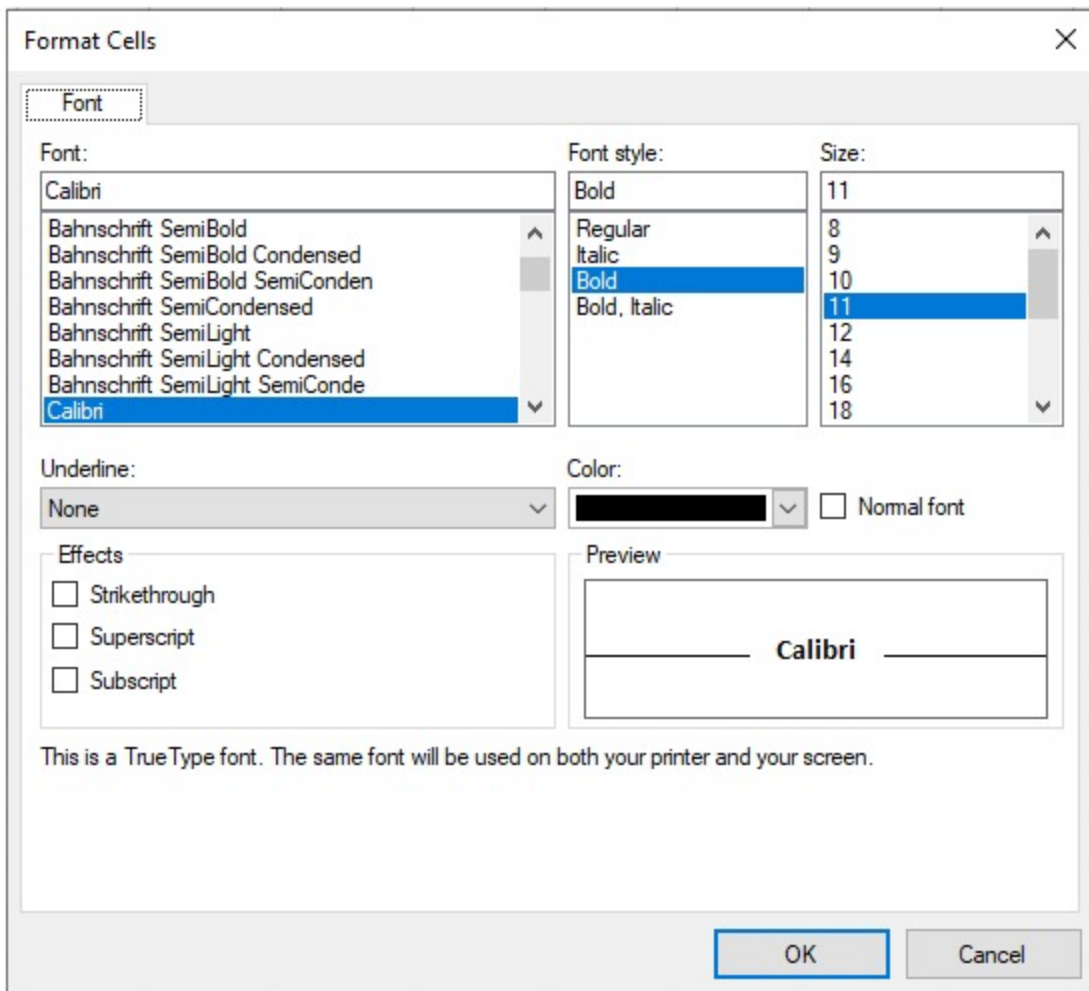 Format Cells
Font
Font:
Calibri
Bahnschrift SemiBold
Bahnschrift SemiBold Condensed
Bahnschrift SemiBold SemiConden
Bahnschrift SemiCondensed
Bahnschrift SemiLight
Bahnschrift SemiLight Condensed
Bahnschrift SemiLight SemiConde
Calibri
Font style:
Bold
Regular
Italic
Bold
Bold, Italic
Size:
11
8
9
10
11
12
14
16
18
Underline:
None
Color:
Normal font
Effects
Strikethrough
Superscript
Subscript
Preview
Calibri
This is a TrueType font. The same font will be used on both your printer and your screen.
OK
Cancel